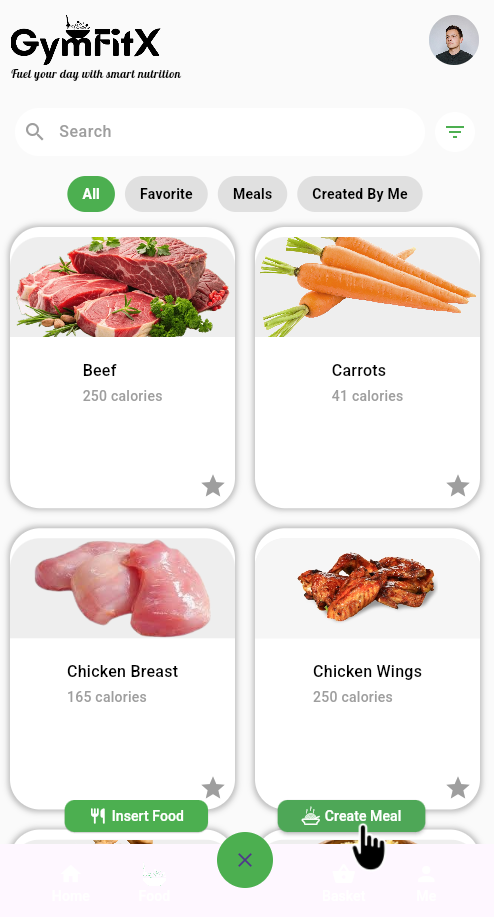 GymFitX
Fuel your day with smart nutrition
Search
All Favorite Meals Created By Me
Beef Carrots
250 calories 41 calories
Chicken Breast Chicken Wings
165 calories 250 calories
Insert Food Create Meal
Home Food Basket Me